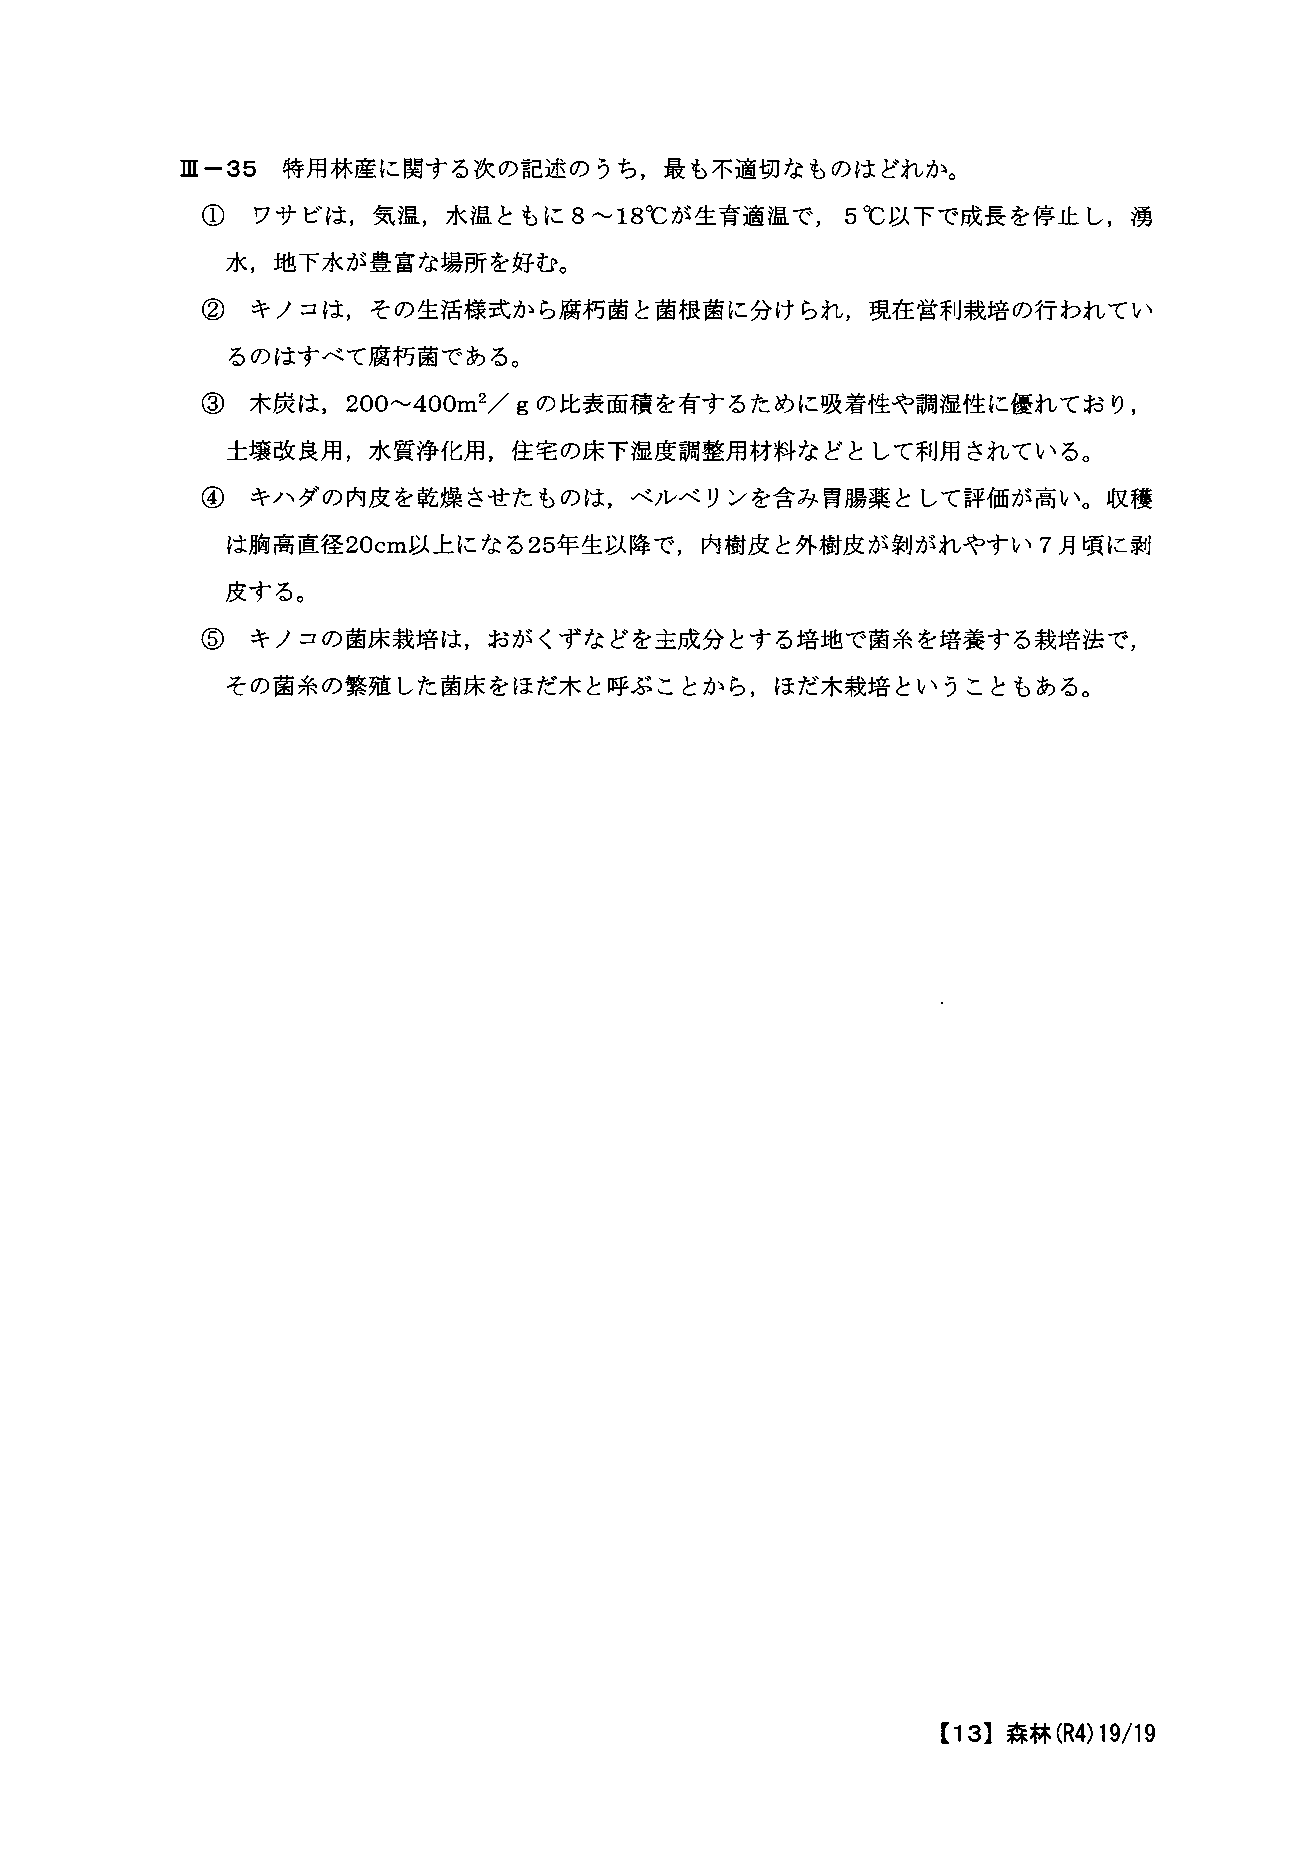 Ⅲ－35　特用林産に関する次の記述のうち，最も不適切なものはどれか。
①　ワサビは，気温，水温ともに８～18℃が生育適温で，５℃以下で成長を停止し，湧
水，地下水が豊富な場所を好む。
②　キノコは，その生活様式から腐朽菌と菌根菌に分けられ，現在営利栽培の行われてい
るのはすべて腐朽菌である。
③　木炭は，200～400m²／ｇの比表面積を有するために吸着性や調湿性に優れており，
土壌改良用，水質浄化用，住宅の床下湿度調整用材料などとして利用されている。
④　キハダの内皮を乾燥させたものは，ベルベリンを含み胃腸薬として評価が高い。収穫
は胸高直径20cm以上になる25年生以降で，内樹皮と外樹皮が剝がれやすい７月頃に剥
皮する。
⑤　キノコの菌床栽培は，おがくずなどを主成分とする培地で菌糸を培養する栽培法で，
その菌糸の繁殖した菌床をほだ木と呼ぶことから，ほだ木栽培ということもある。
【13】森林(R4)19/19